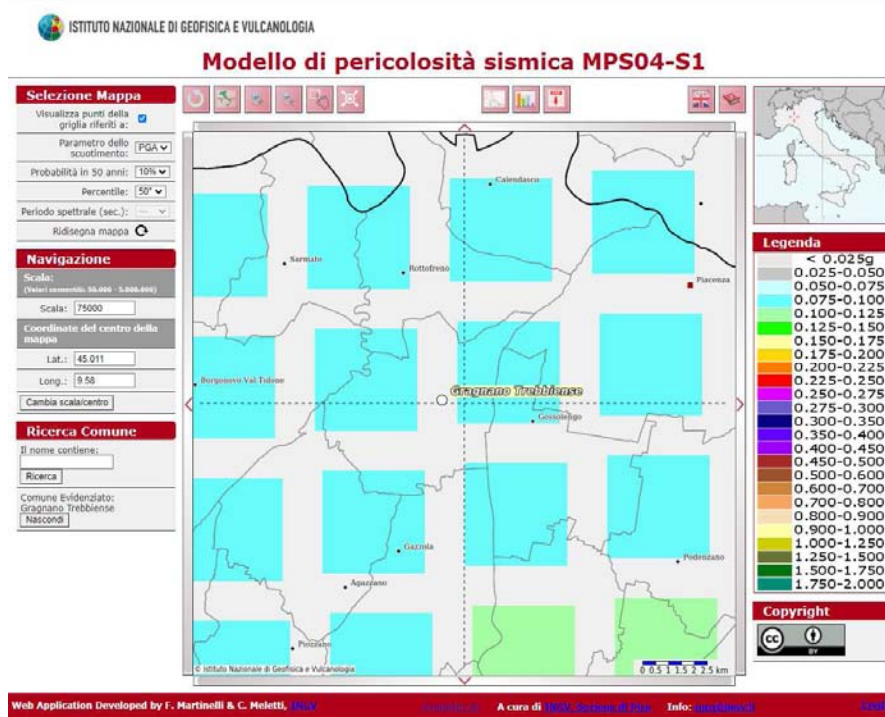 ISTITUTO NAZIONALE DI GEOFISICA E VULCANOLOGIA
Modello di pericolosità sismica MPS04-S1
Selezione Mappa
Visualizza punti della
griglia riferiti a:
Parametro dello
scuotimento: PGA
Probabilità in 50 anni: 10%
Percentile: 50°
Periodo spettrale (sec.): ---
Ridisegna mappa
Navigazione
Scala:
(Valori consentiti: 50.000 - 5.000.000)
Scala: 75000
Coordinate del centro della
mappa
Lat.: 45.011
Long.: 9.58
Cambia scala/centro
Ricerca Comune
Il nome contiene:
Ricerca
Comune Evidenziato:
Gragnano Trebbiense
Nascondi
Calendasco
Sarmato
Rottofreno
Piacenza
Borgonovo Val Tidone
Gragnano Trebbiense
Gossolengo
Gazzola
Podenzano
Agazzano
Piozzano
© Istituto Nazionale di Geofisica e Vulcanologia
0 0.5 1 1.5 2 2.5 km
Legenda
< 0.025g
0.025-0.050
0.050-0.075
0.075-0.100
0.100-0.125
0.125-0.150
0.150-0.175
0.175-0.200
0.200-0.225
0.225-0.250
0.250-0.275
0.275-0.300
0.300-0.350
0.350-0.400
0.400-0.450
0.450-0.500
0.500-0.600
0.600-0.700
0.700-0.800
0.800-0.900
0.900-1.000
1.000-1.250
1.250-1.500
1.500-1.750
1.750-2.000
Copyright
cc
BY
Web Application Developed by F. Martinelli & C. Meletti, INGV
A cura di INGV, Sezione di Pisa
Info: